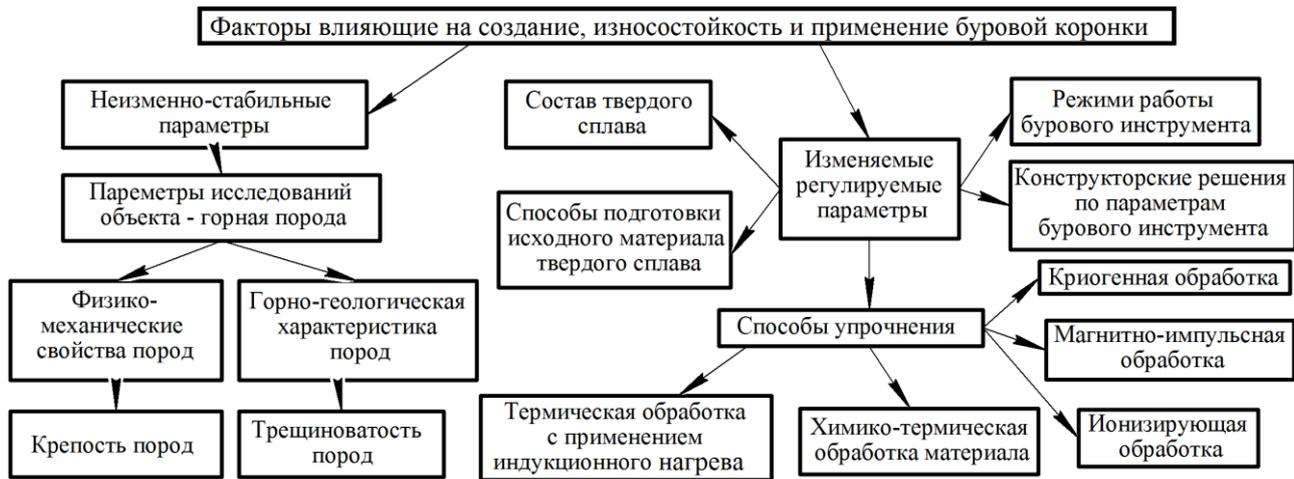 Факторы влияющие на создание, износостойкость и применение буровой коронки
Неизменно-стабильные
параметры
Пареметры исследований
объекта - горная порода
Физико-
механические
свойства пород
Горно-геологическая
характеристика
пород
Крепость пород
Трещиноватость
пород
Состав твердого
сплава
Способы подготовки
исходного материала
твердого сплава
Изменяемые
регулируемые
параметры
Режими работы
бурового инструмента
Конструкторские решения
по параметрам
бурового инструмента
Способы упрочнения
Криогенная обработка
Магнитно-импульсная
обработка
Ионизирующая
обработка
Термическая обработка
с применением
индукционного нагрева
Химико-термическая
обработка материала